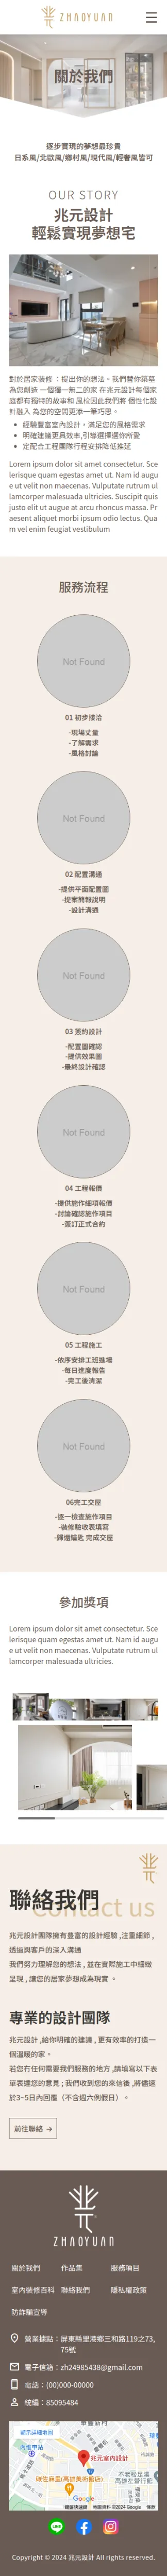 ZHAOYUAN
關於我們
逐步實現的夢想最珍貴
日系風/北歐風/鄉村風/現代風/輕奢風皆可
OUR STORY
兆元設計
輕鬆實現夢想宅
對於居家裝修 ：提出你的想法。我們替你築墓
為您創造 一個獨一無二的家 在兆元設計每個家
庭都有獨特的故事和 風衫因此我們將 個性化設
計融入 為您的空間更添一筆巧思。
經驗豐富室內設計，滿足您的風格需求
明確建議更具效率,引導選擇適你所愛
定配合工程團隊行程安排降低推延
Lorem ipsum dolor sit amet consectetur. Sce
lerisque quam egestas amet ut. Nam id augu
e ut velit non maecenas. Vulputate rutrum ul
lamcorper malesuada ultricies. Suscipit quis
justo elit ut augue at arcu rhoncus massa. Pr
aesent aliquet morbi ipsum odio lectus. Qua
m vel enim feugiat vestibulum
服務流程
Not Found
01 初步接洽
-現場丈量
-了解需求
-風格討論
Not Found
02 配置溝通
-提供平面配置圖
-提案簡報說明
-設計溝通
Not Found
03 簽約設計
-配置圖確認
-提供效果圖
-最終設計確認
Not Found
04 工程報價
-提供施作細項報價
-討論確認施作項目
-簽訂正式合約
Not Found
05 工程施工
-依序安排工班進場
-每日進度報告
-完工後清潔
Not Found
06完工交屋
-逐一檢查施作項目
-裝修驗收表填寫
-歸還鑰匙 完成交屋
參加獎項
Lorem ipsum dolor sit amet consectetur. Sce
lerisque quam egestas amet ut. Nam id augu
e ut velit non maecenas. Vulputate rutrum ul
lamcorper malesuada ultricies.
Contact us
聯絡我們
兆元設計團隊擁有豐富的設計經驗 ,注重細節 ,
透過與客戶的深入溝通
我們努力理解您的想法 , 並在實際施工中細緻
呈現 , 讓您的居家夢想成為現實 。
專業的設計團隊
兆元設計 ,給你明確的建議 , 更有效率的打造一
個溫暖的家。
若您冇任何需要我們服務的地方 ,請填寫以下表
單表達您的意見 ; 我們收到您的來信後 ,將儘速
於3~5日內回覆（不含週六例假日）。
前往聯絡 →
ZHAOYUAN
關於我們 作品集 服務項目
室內裝修百科 聯絡我們 隱私權政策
防詐騙宣導
營業據點：屏東縣里港鄉三和路119之73,
75號
電子信箱：zh24985438@gmail.com
電話：(00)000-00000
統編：85095484
兆元室內設計
Google
地圖資料 ©2024 Google
Copyright © 2024 兆元設計 All rights reserved.